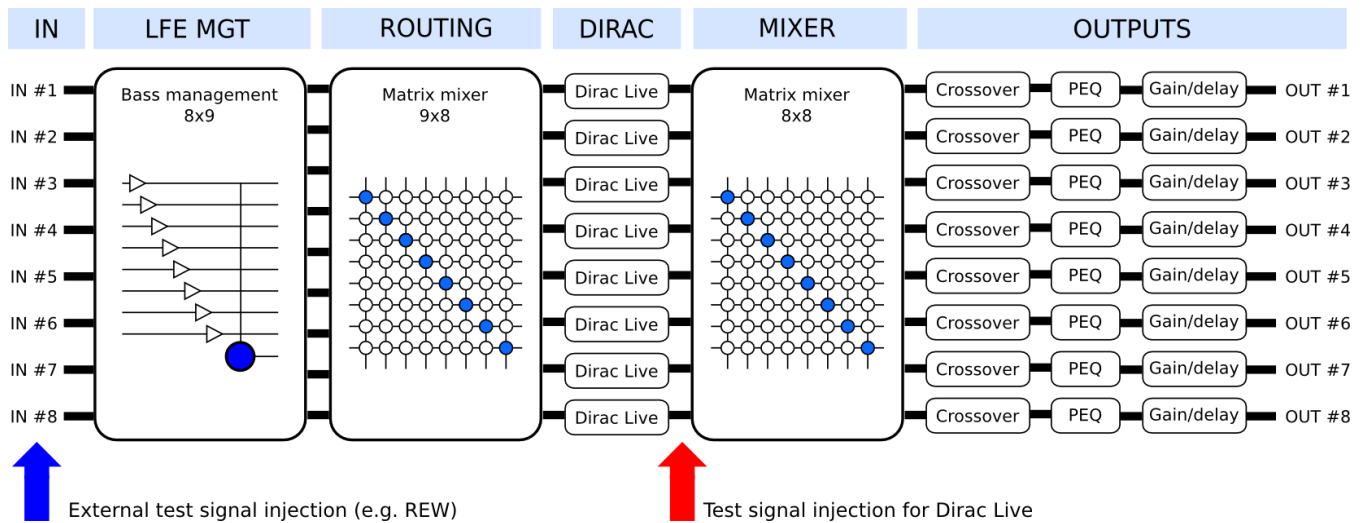 IN LFE MGT ROUTING DIRAC MIXER OUTPUTS
Bass management
8x9
Matrix mixer
9x8
Matrix mixer
8x8
IN #1 Dirac Live Crossover PEQ Gain/delay OUT #1
IN #2 Dirac Live Crossover PEQ Gain/delay OUT #2
IN #3 Dirac Live Crossover PEQ Gain/delay OUT #3
IN #4 Dirac Live Crossover PEQ Gain/delay OUT #4
IN #5 Dirac Live Crossover PEQ Gain/delay OUT #5
IN #6 Dirac Live Crossover PEQ Gain/delay OUT #6
IN #7 Dirac Live Crossover PEQ Gain/delay OUT #7
IN #8 Dirac Live Crossover PEQ Gain/delay OUT #8
External test signal injection (e.g. REW)
Test signal injection for Dirac Live